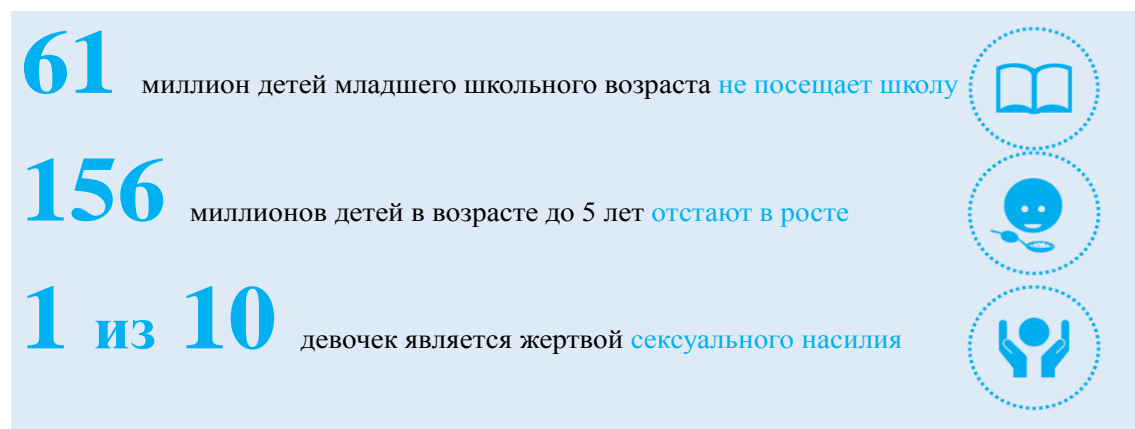 61 миллион детей младшего школьного возраста не посещает школу
156 миллионов детей в возрасте до 5 лет отстают в росте
1 из 10 девочек является жертвой сексуального насилия